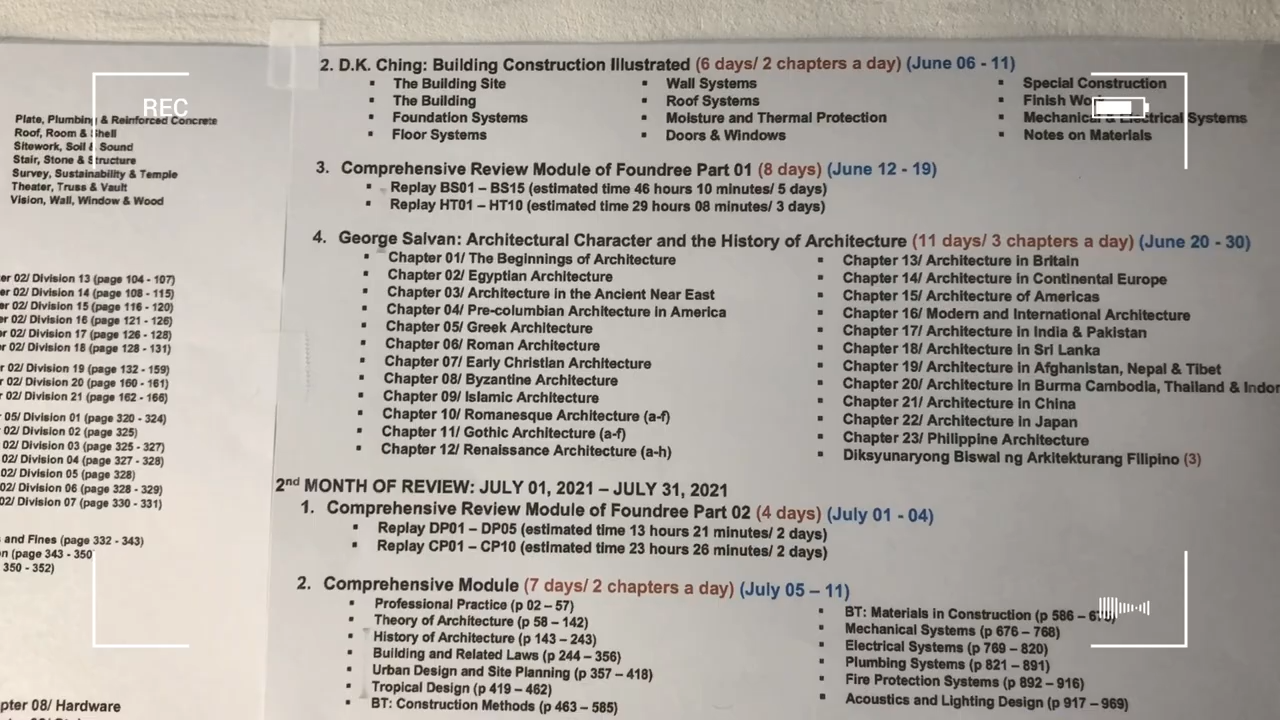 REC
Plate, Plumbing & Reinforced Concrete
Roof, Room & Shell
Sitework, Soil & Sound
Stair, Stone & Structure
Survey, Sustainability & Temple
Theater, Truss & Vault
Vision, Wall, Window & Wood
02/ Division 13 (page 104 - 107)
02/ Division 14 (page 108 - 115)
02/ Division 15 (page 116 - 120)
02/ Division 16 (page 121 - 126)
02/ Division 17 (page 126 - 128)
02/ Division 18 (page 128 - 131)
02/ Division 19 (page 132 - 159)
02/ Division 20 (page 160 - 161)
02/ Division 21 (page 162 - 166)
05/ Division 01 (page 320 - 324)
02/ Division 02 (page 325)
02/ Division 03 (page 325 - 327)
02/ Division 04 (page 327 - 328)
02/ Division 05 (page 328)
02/ Division 06 (page 328 - 329)
02/ Division 07 (page 330 - 331)
and Fines (page 332 - 343)
(page 343 - 350
350 - 352)
08/ Hardware
2. D.K. Ching: Building Construction Illustrated (6 days/ 2 chapters a day) (June 06 - 11)
▪ The Building Site
▪ The Building
▪ Foundation Systems
▪ Floor Systems
▪ Wall Systems
▪ Roof Systems
▪ Moisture and Thermal Protection
▪ Doors & Windows
▪ Special Construction
▪ Finish
▪ Mechanical & Electrical Systems
▪ Notes on Materials
3. Comprehensive Review Module of Foundree Part 01 (8 days) (June 12 - 19)
▪ Replay BS01 – BS15 (estimated time 46 hours 10 minutes/ 5 days)
▪ Replay HT01 – HT10 (estimated time 29 hours 08 minutes/ 3 days)
4. George Salvan: Architectural Character and the History of Architecture (11 days/ 3 chapters a day) (June 20 - 30)
▪ Chapter 01/ The Beginnings of Architecture
▪ Chapter 02/ Egyptian Architecture
▪ Chapter 03/ Architecture in the Ancient Near East
▪ Chapter 04/ Pre-columbian Architecture in America
▪ Chapter 05/ Greek Architecture
▪ Chapter 06/ Roman Architecture
▪ Chapter 07/ Early Christian Architecture
▪ Chapter 08/ Byzantine Architecture
▪ Chapter 09/ Islamic Architecture
▪ Chapter 10/ Romanesque Architecture (a-f)
▪ Chapter 11/ Gothic Architecture (a-f)
▪ Chapter 12/ Renaissance Architecture (a-h)
▪ Chapter 13/ Architecture in Britain
▪ Chapter 14/ Architecture in Continental Europe
▪ Chapter 15/ Architecture of Americas
▪ Chapter 16/ Modern and International Architecture
▪ Chapter 17/ Architecture in India & Pakistan
▪ Chapter 18/ Architecture in Sri Lanka
▪ Chapter 19/ Architecture in Afghanistan, Nepal & Tibet
▪ Chapter 20/ Architecture in Burma Cambodia, Thailand &
▪ Chapter 21/ Architecture in China
▪ Chapter 22/ Architecture in Japan
▪ Chapter 23/ Philippine Architecture
▪ Diksyunaryong Biswal ng Arkitekturang Filipino (3)
2nd MONTH OF REVIEW: JULY 01, 2021 – JULY 31, 2021
1. Comprehensive Review Module of Foundree Part 02 (4 days) (July 01 - 04)
▪ Replay DP01 – DP05 (estimated time 13 hours 21 minutes/ 2 days)
▪ Replay CP01 – CP10 (estimated time 23 hours 26 minutes/ 2 days)
2. Comprehensive Module (7 days/ 2 chapters a day) (July 05 – 11)
▪ Professional Practice (p 02 – 57)
▪ Theory of Architecture (p 58 – 142)
▪ History of Architecture (p 143 – 243)
▪ Building and Related Laws (p 244 – 356)
▪ Urban Design and Site Planning (p 357 – 418)
▪ Tropical Design (p 419 – 462)
▪ BT: Construction Methods (p 463 – 585)
▪ BT: Materials in Construction (p 586 –
▪ Mechanical Systems (p 676 – 768)
▪ Electrical Systems (p 769 – 820)
▪ Plumbing Systems (p 821 – 891)
▪ Fire Protection Systems (p 892 – 916)
▪ Acoustics and Lighting Design (p 917 – 969)